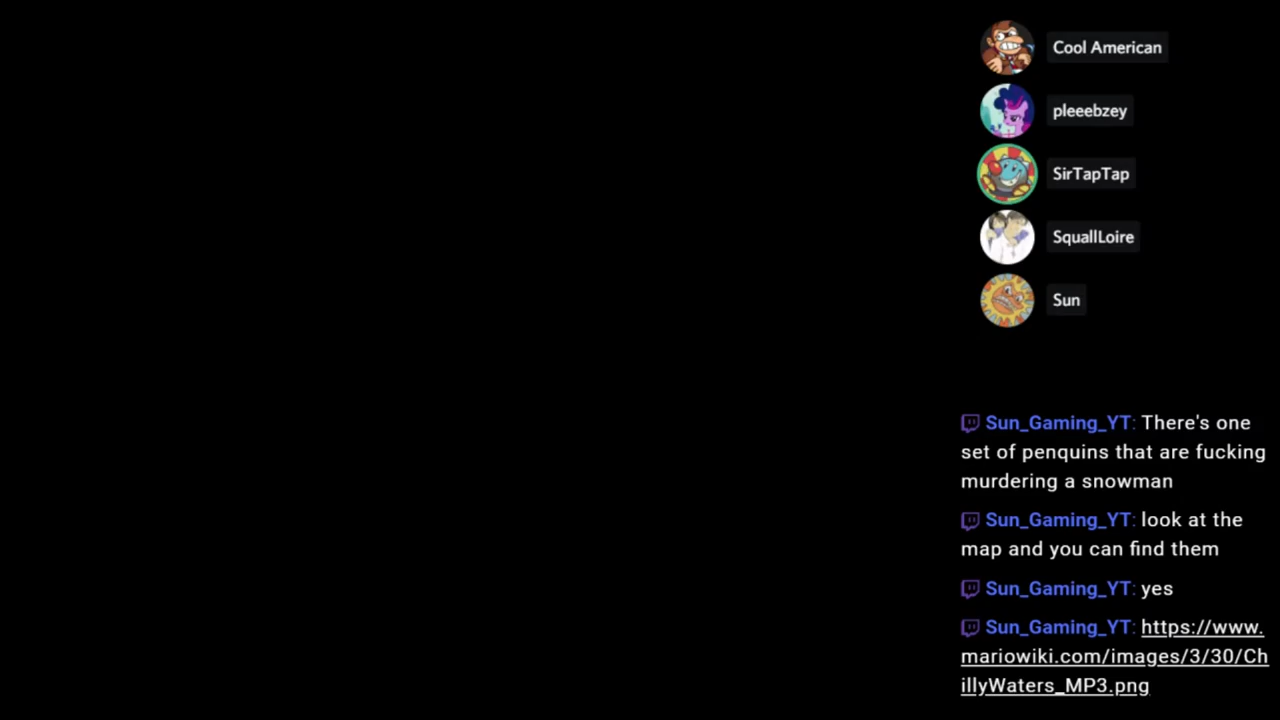 Cool American
pleeebzey
SirTapTap
SquallLoire
Sun
Sun_Gaming_YT: There's one
set of penquins that are fucking
murdering a snowman
Sun_Gaming_YT: look at the
map and you can find them
Sun_Gaming_YT: yes
Sun_Gaming_YT: https://www.
mariowiki.com/images/3/30/Ch
illyWaters_MP3.png